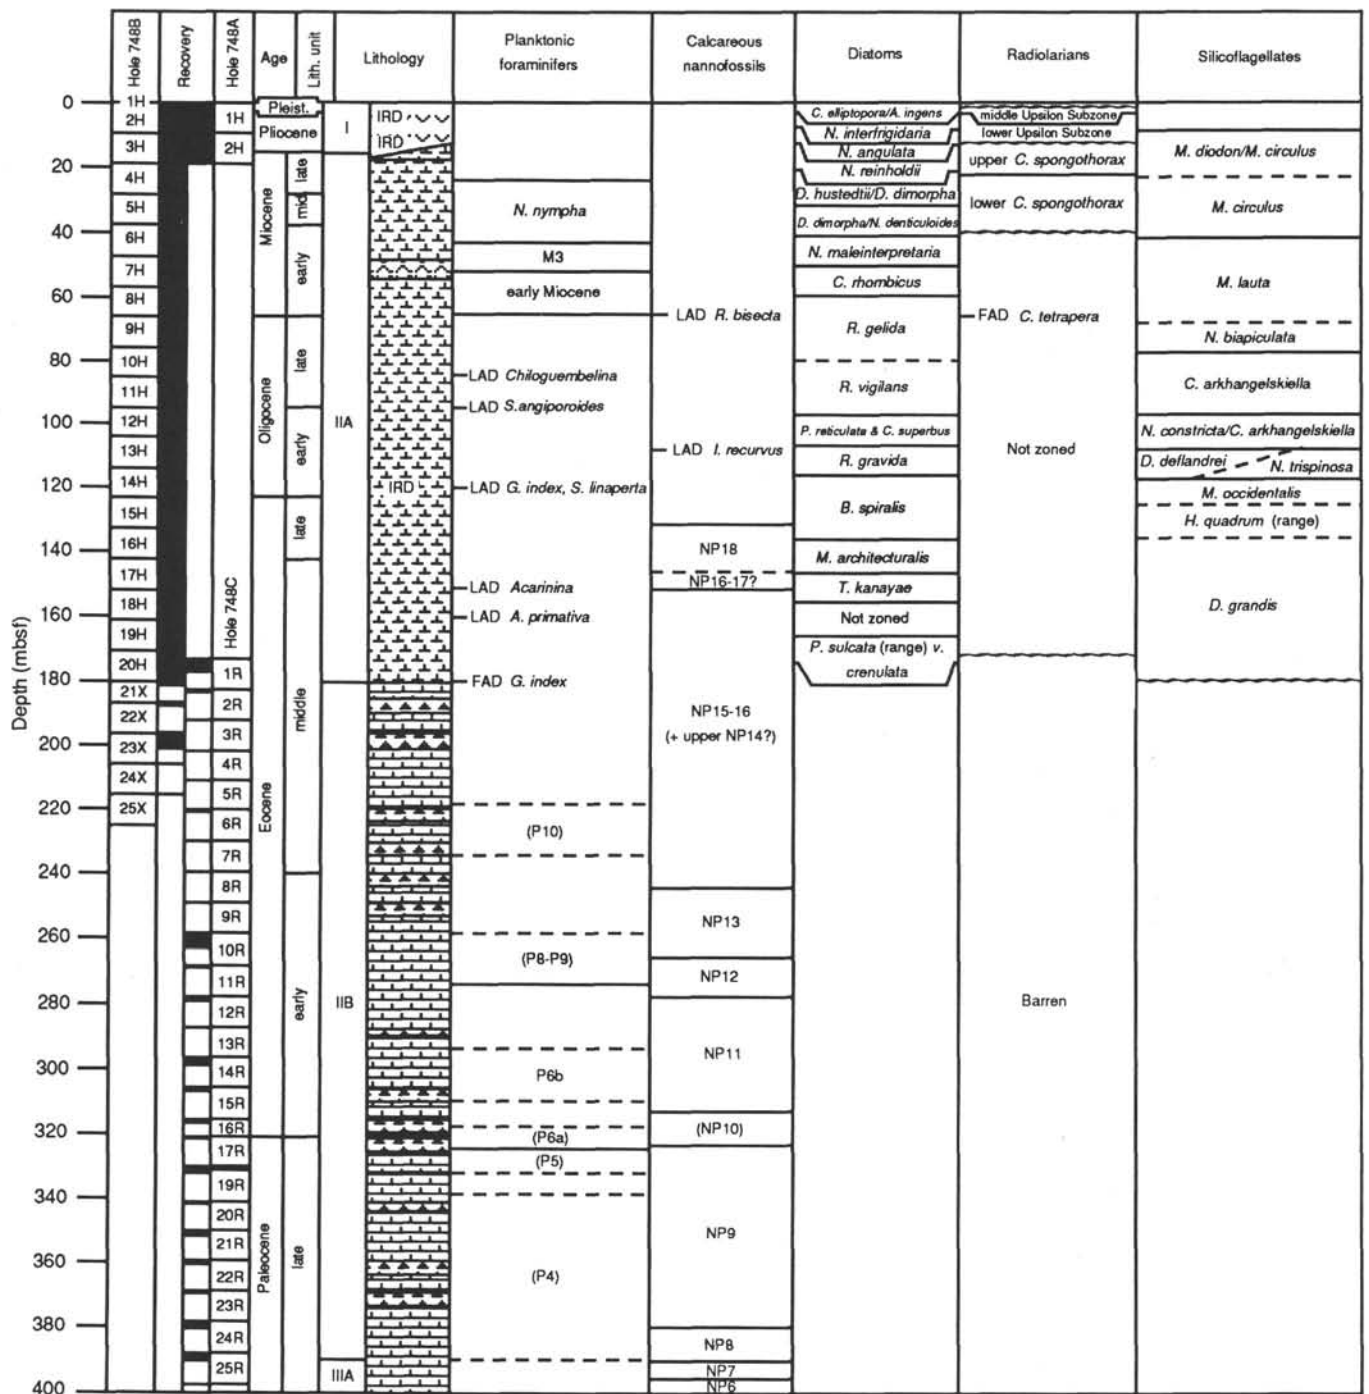 Hole 748B
Recovery
Hole 748A
Age
Lith. unit
Lithology
Planktonic
foraminifers
Calcareous
nannofossils
Diatoms
Radiolarians
Silicoflagellates
Depth (mbsf)
0
20
40
60
80
100
120
140
160
180
200
220
240
260
280
300
320
340
360
380
400
1H
2H
3H
4H
5H
6H
7H
8H
9H
10H
11H
12H
13H
14H
15H
16H
17H
18H
19H
20H
21X
22X
23X
24X
25X
1H
2H
Hole 748C
1R
2R
3R
4R
5R
6R
7R
8R
9R
10R
11R
12R
13R
14R
15R
16R
17R
19R
20R
21R
22R
23R
24R
25R
Pleist.
Pliocene
Miocene
Oligocene
Eocene
Paleocene
late
mid
early
late
early
late
middle
early
late
I
IIA
IIB
IIIA
IRD
IRD
IRD
N. nympha
M3
early Miocene
LAD Chiloguembelina
LAD S.angiporoides
LAD G. index, S. linaperta
LAD Acarinina
LAD A. primativa
FAD G. index
(P10)
(P8-P9)
P6b
(P6a)
(P5)
(P4)
LAD R. bisecta
LAD I. recurvus
NP18
NP16-17?
NP15-16
(+ upper NP14?)
NP13
NP12
NP11
(NP10)
NP9
NP8
NP7
NP6
C. elliptopora/A. ingens
N. interfrigidaria
N. angulata
N. reinholdii
D. hustedtii/D. dimorpha
D. dimorpha/N. denticuloides
N. maleinterpretaria
C. rhombicus
R. gelida
R. vigilans
P. reticulata & C. superbus
R. gravida
B. spiralis
M. architecturalis
T. kanayae
Not zoned
P. sulcata (range) v.
crenulata
middle Upsilon Subzone
lower Upsilon Subzone
upper C. spongothorax
lower C. spongothorax
FAD C. tetrapera
Not zoned
Barren
M. diodon/M. circulus
M. circulus
M. lauta
N. biapiculata
C. arkhangelskiella
N. constricta/C. arkhangelskiella
D. deflandrei
N. trispinosa
M. occidentalis
H. quadrum (range)
D. grandis